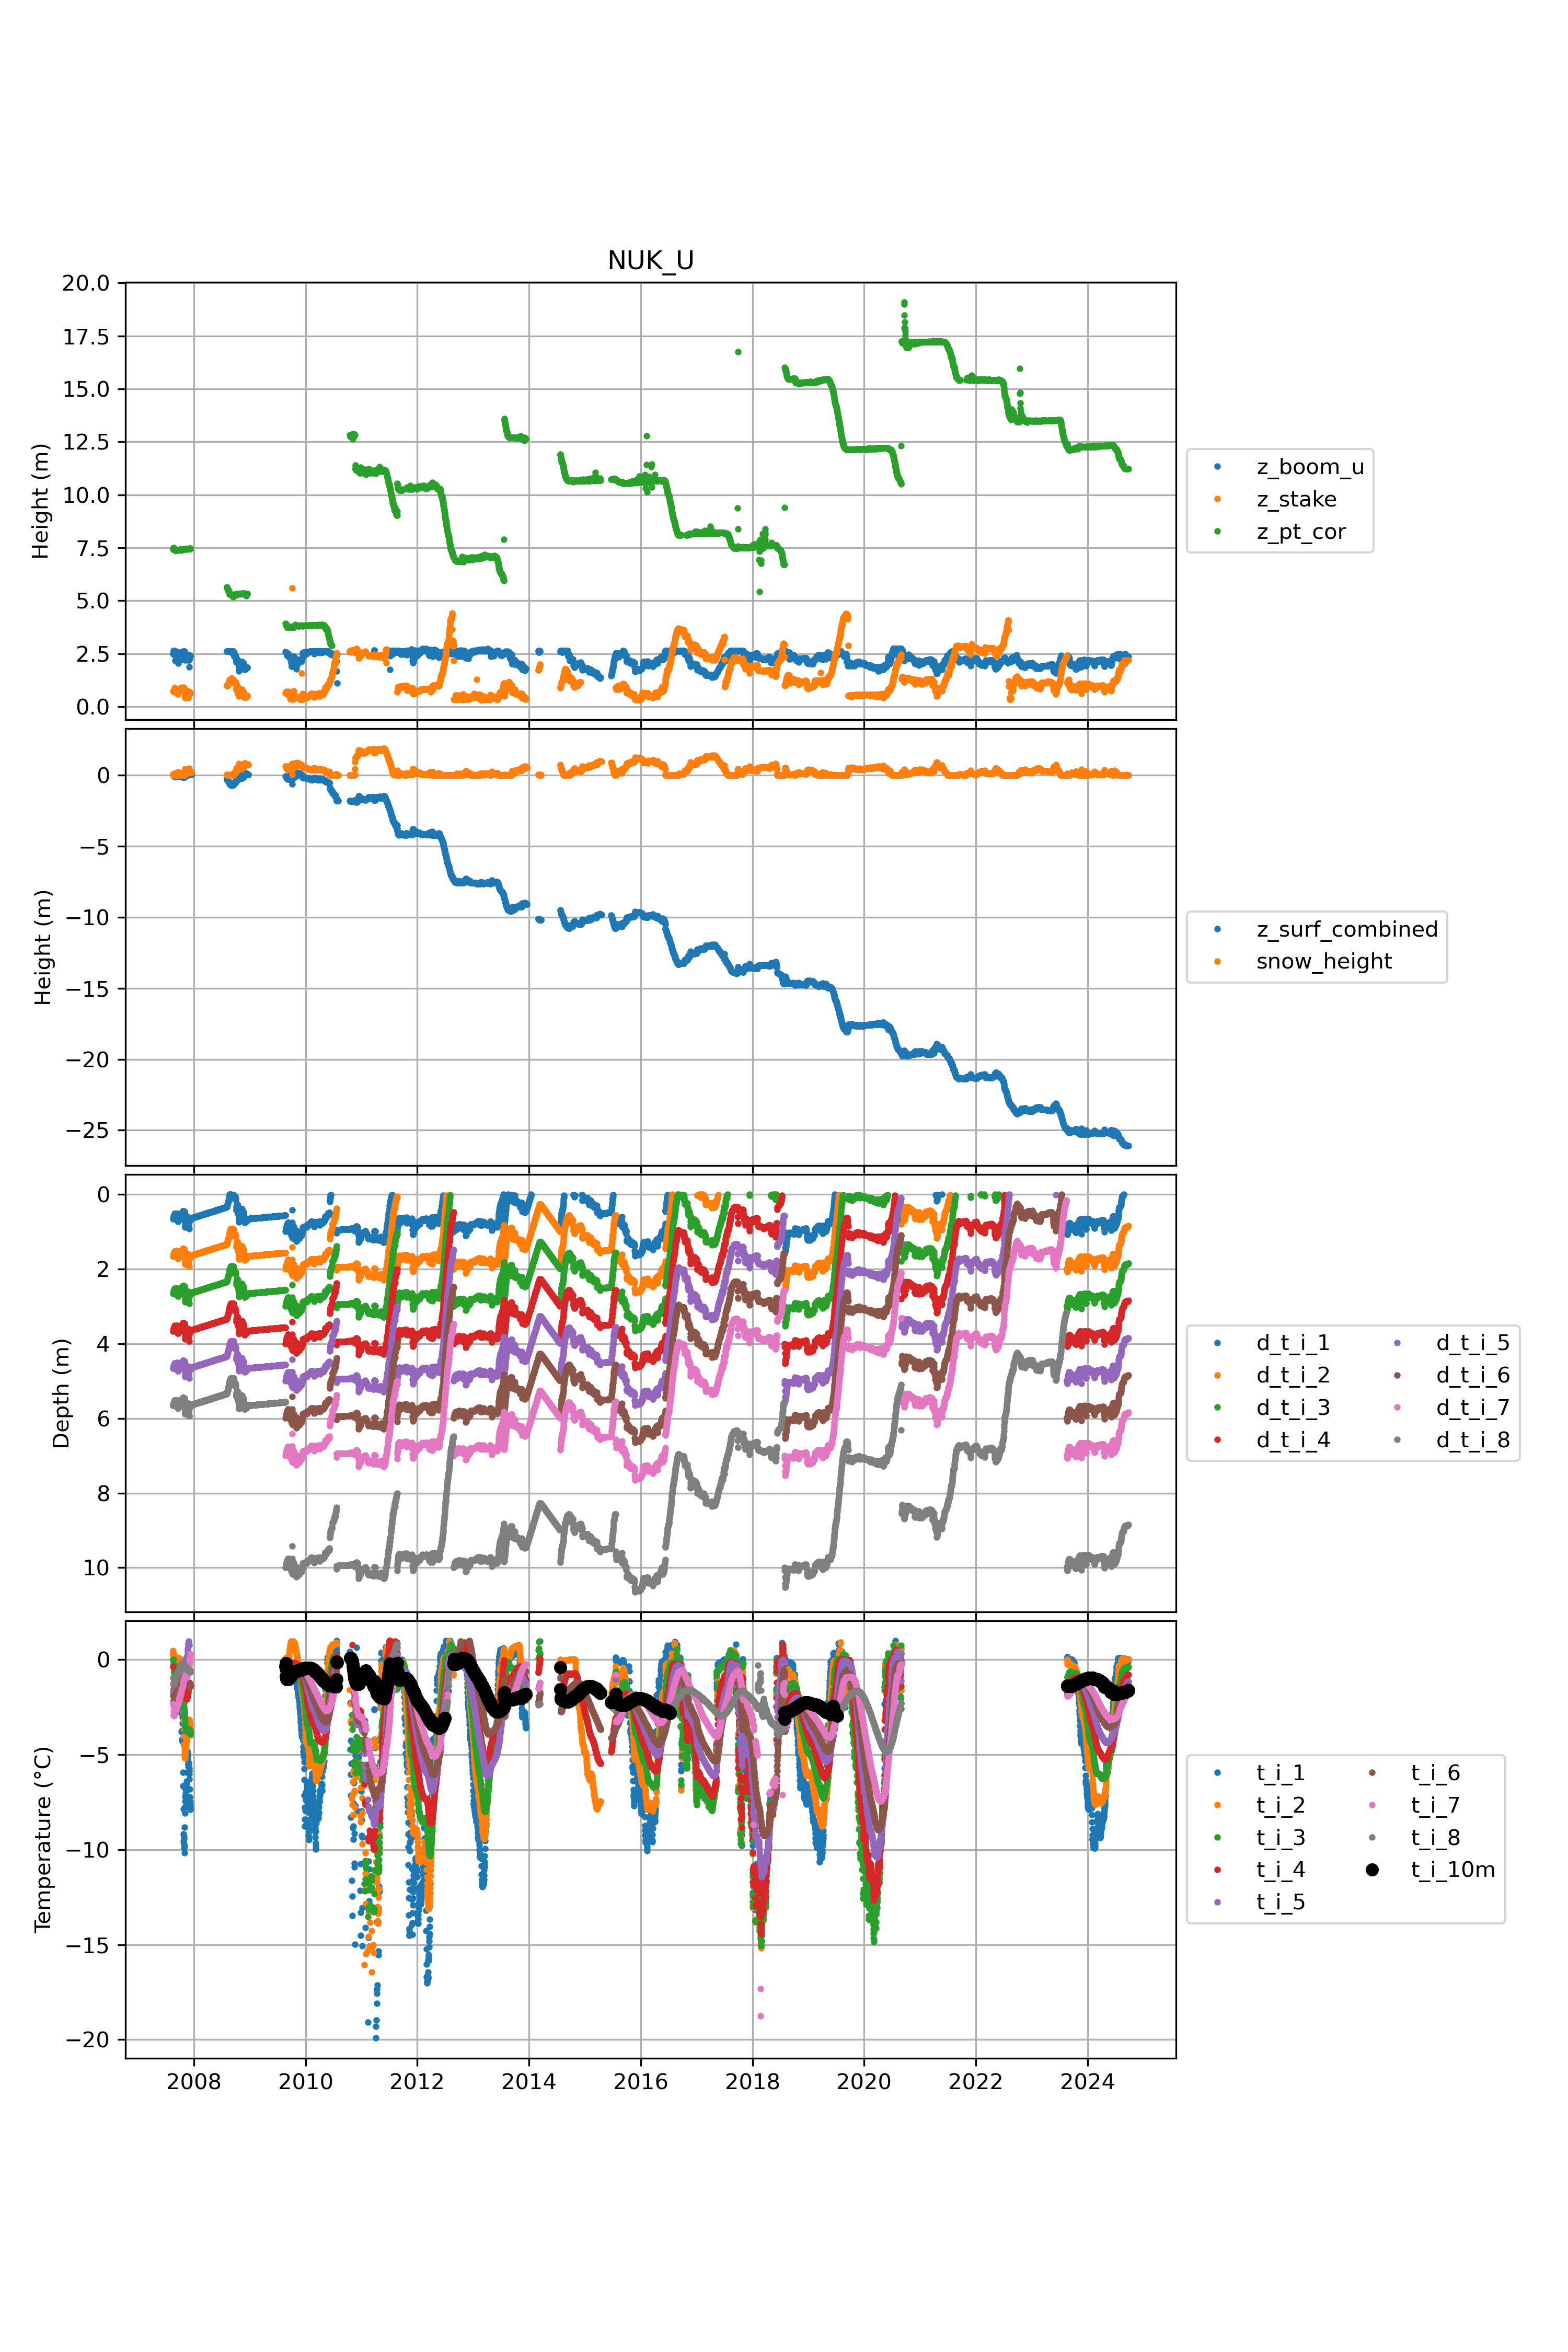 NUK_U
20.0
17.5
15.0
12.5
10.0
7.5
5.0
2.5
0.0
Height (m)
z_boom_u
z_stake
z_pt_cor
0
−5
−10
−15
−20
−25
Height (m)
z_surf_combined
snow_height
0
2
4
6
8
10
Depth (m)
d_t_i_1
d_t_i_2
d_t_i_3
d_t_i_4
d_t_i_5
d_t_i_6
d_t_i_7
d_t_i_8
0
−5
−10
−15
−20
Temperature (°C)
t_i_1
t_i_2
t_i_3
t_i_4
t_i_5
t_i_6
t_i_7
t_i_8
t_i_10m
2008 2010 2012 2014 2016 2018 2020 2022 2024